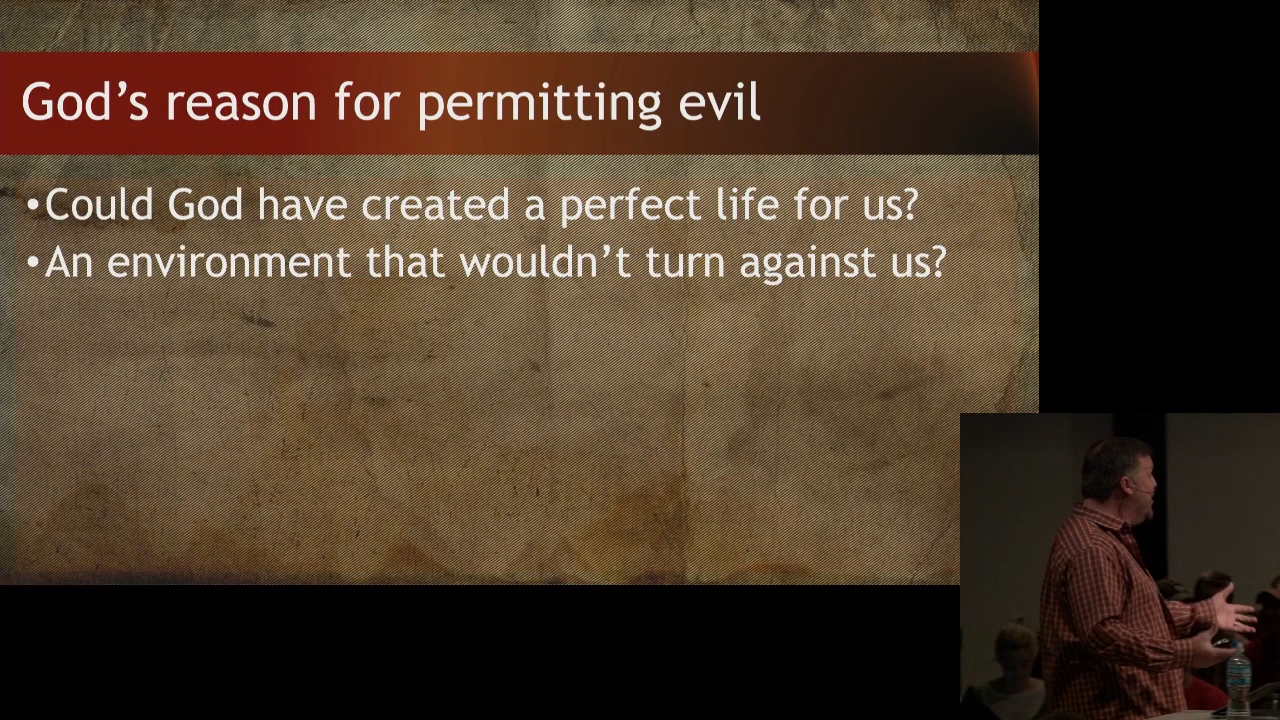 God’s reason for permitting evil
•Could God have created a perfect life for us?
•An environment that wouldn’t turn against us?